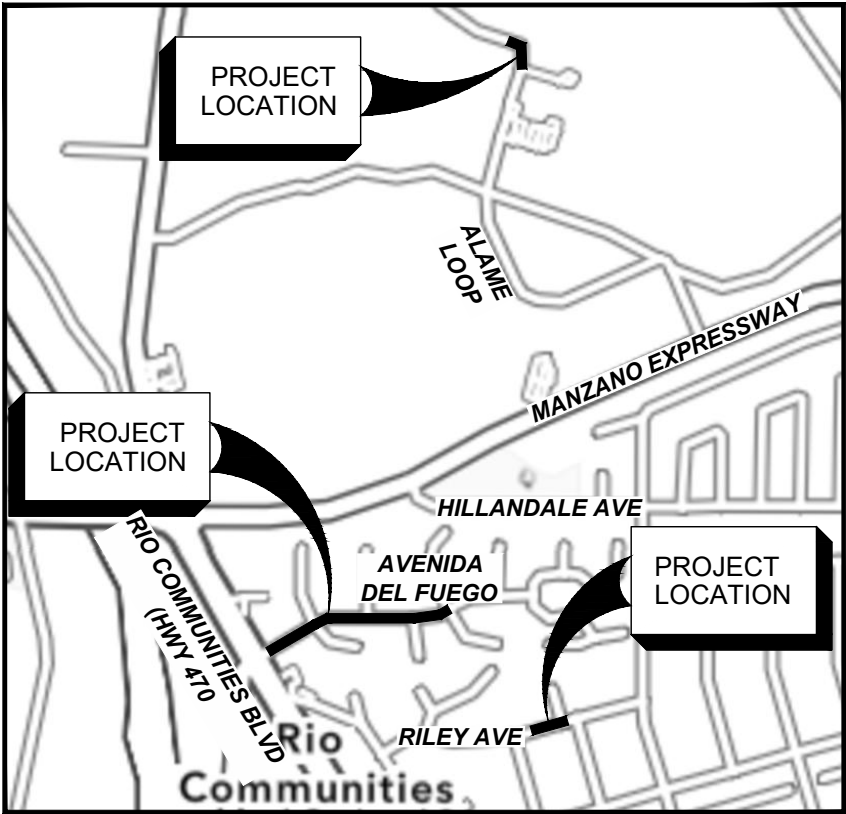 PROJECT
LOCATION
ALAME
LOOP
MANZANO EXPRESSWAY
PROJECT
LOCATION
HILLANDALE AVE
RIO COMMUNITIES BLVD
(HWY 470
AVENIDA
DEL FUEGO
PROJECT
LOCATION
RILEY AVE
Rio
Communities